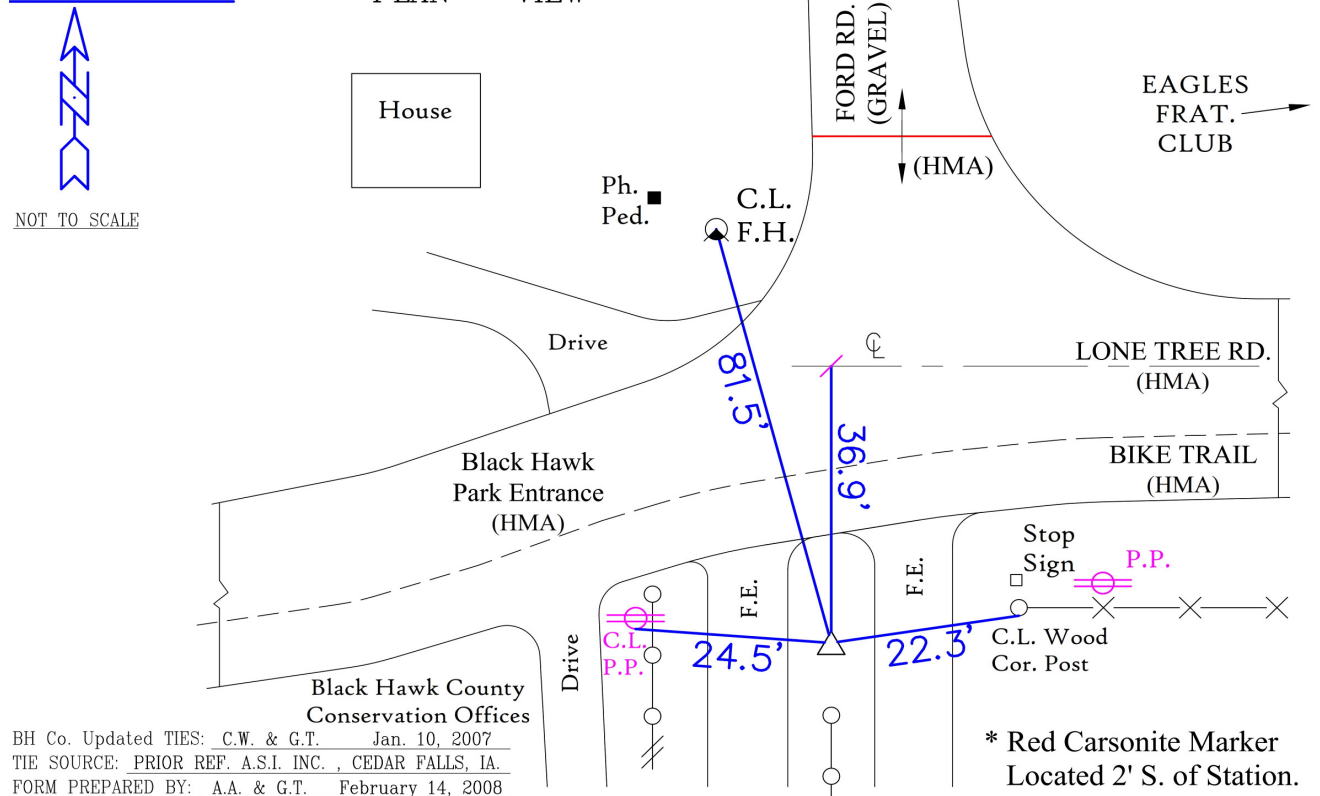 PLAN VIEW
N
NOT TO SCALE
House
FORD RD.
(GRAVEL)
(HMA)
EAGLES
FRAT.
CLUB
Ph.
Ped.
C.L.
F.H.
Drive
81.5'
℄
36.9'
LONE TREE RD.
(HMA)
BIKE TRAIL
(HMA)
Black Hawk
Park Entrance
(HMA)
Stop
Sign
P.P.
F.E.
F.E.
C.L.
P.P.
24.5'
22.3'
C.L. Wood
Cor. Post
Drive
Black Hawk County
Conservation Offices
BH Co. Updated TIES: C.W. & G.T. Jan. 10, 2007
TIE SOURCE: PRIOR REF. A.S.I. INC. , CEDAR FALLS, IA.
FORM PREPARED BY: A.A. & G.T. February 14, 2008
* Red Carsonite Marker
Located 2' S. of Station.